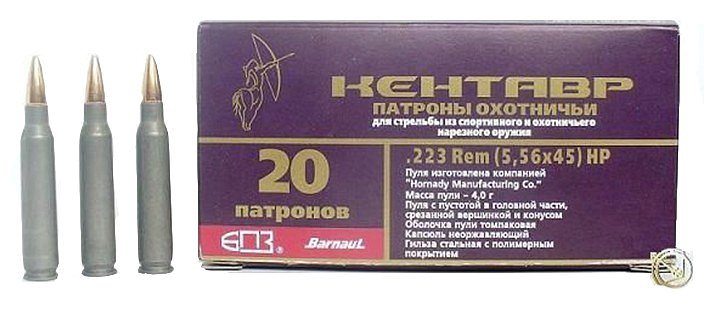 КЕНТАВР
ПАТРОНЫ ОХОТНИЧЬИ
для стрельбы из спортивного и охотничьего
нарезного оружия
.223 Rem (5,56x45) HP
20
патронов
Пуля изготовлена компанией
"Hornady Manufacturing Co."
Масса пули – 4,0 г
Пуля с пустотой в головной части,
срезанной вершинкой и конусом
Оболочка пули томпаковая
Капсюль неоржавляющий
Гильза стальная с полимерным
покрытием
БПЗ®
Barnaul